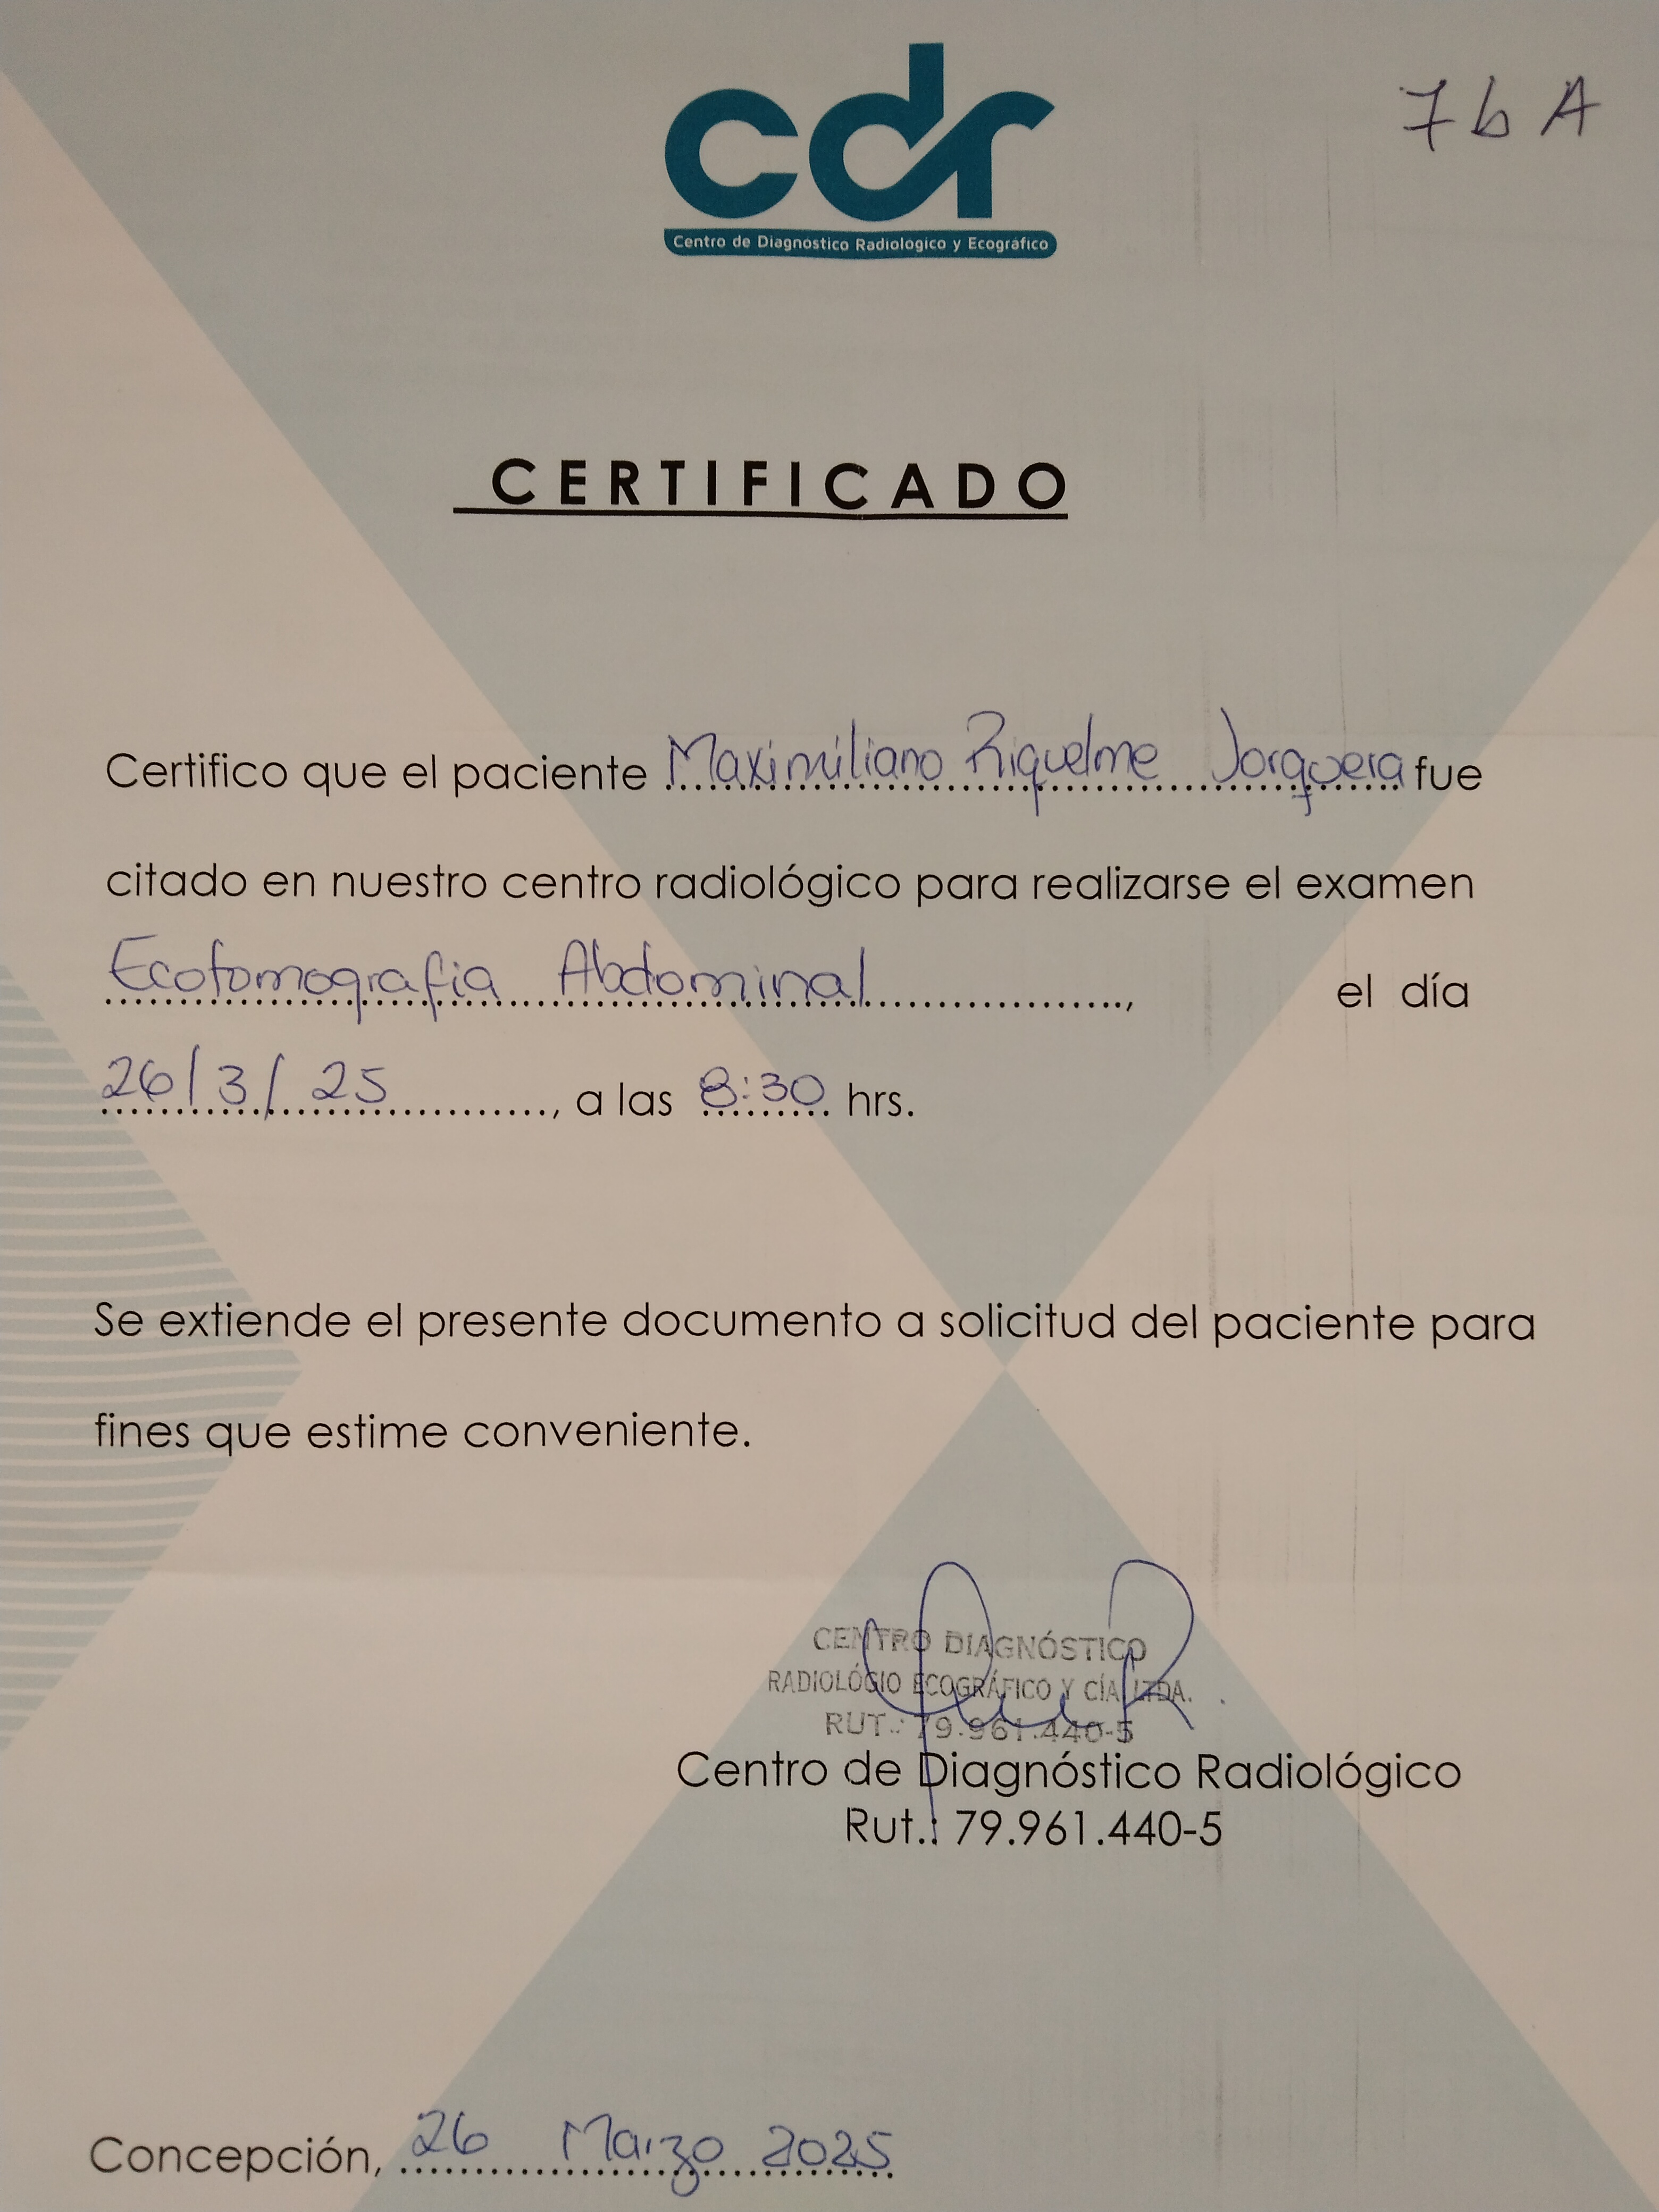 7b A
cdr
Centro de Diagnóstico Radiológico y Ecográfico
CERTIFICADO
Certifico que el paciente Maximiliano Riquelme Jorquera fue
citado en nuestro centro radiológico para realizarse el examen
Ecotomografia Abdominal, el día
26/3/25, a las 8:30 hrs.
Se extiende el presente documento a solicitud del paciente para
fines que estime conveniente.
CENTRO DIAGNÓSTICO
RADIOLÓGIO ECOGRÁFICO Y CÍA. LTDA.
RUT.: 79.961.440-5
Centro de Diagnóstico Radiológico
Rut.: 79.961.440-5
Concepción, 26 Marzo 2025